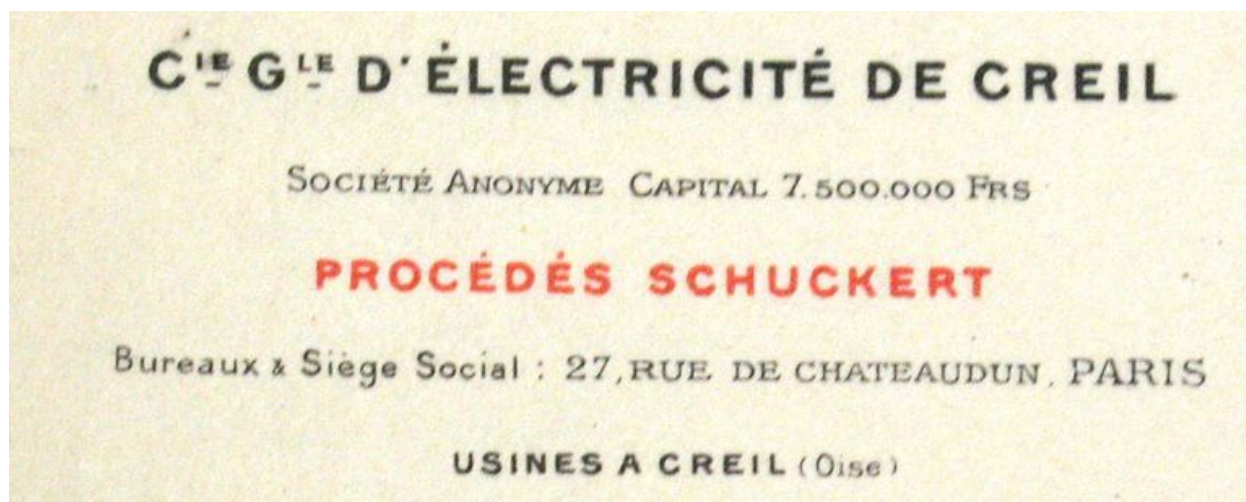 CIE GLE D'ÉLECTRICITÉ DE CREIL
SOCIÉTÉ ANONYME CAPITAL 7.500.000 FRS
PROCÉDÉS SCHUCKERT
Bureaux & Siège Social : 27, RUE DE CHATEAUDUN, PARIS
USINES A CREIL (Oise)